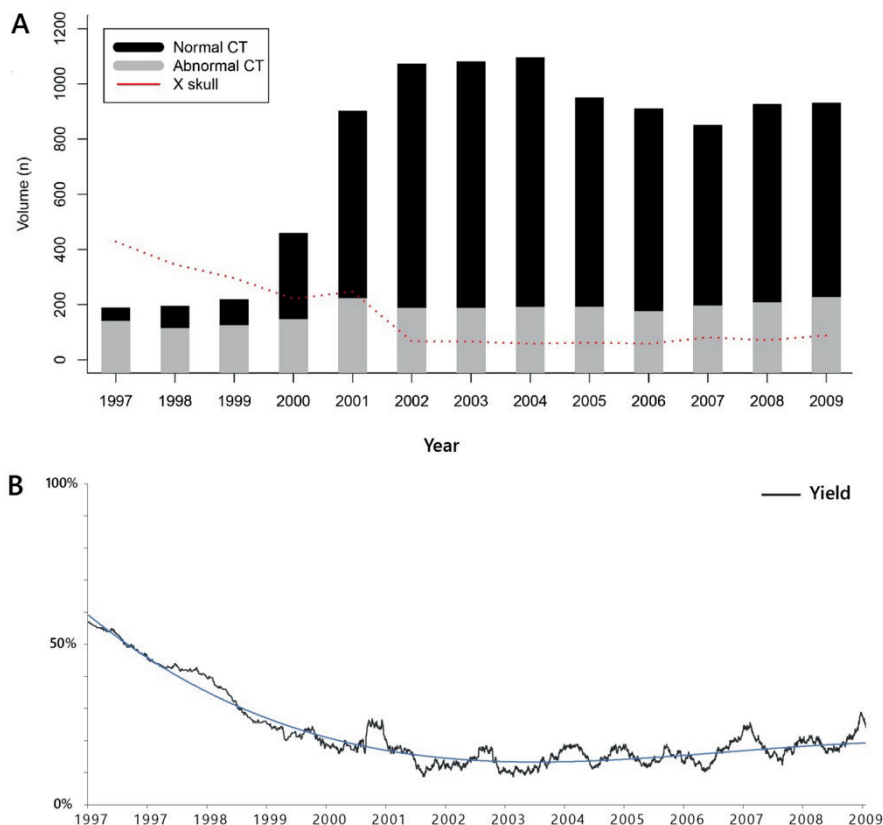 A
Normal CT
Abnormal CT
X skull
Volume (n)
1200
1000
800
600
400
200
0
1997 1998 1999 2000 2001 2002 2003 2004 2005 2006 2007 2008 2009
Year
B
Yield
100%
50%
0%
1997 1997 1998 1999 2000 2001 2002 2003 2004 2005 2006 2007 2008 2009